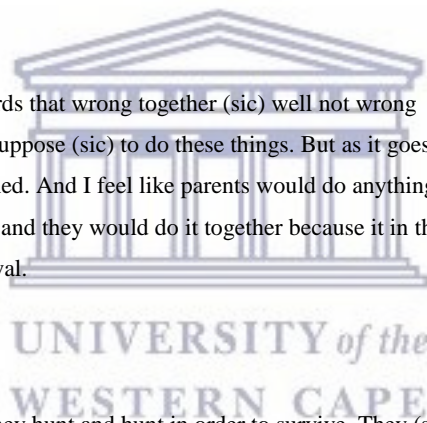 rds that wrong together (sic) well not wrong
uppose (sic) to do these things. But as it goes
ed. And I feel like parents would do anything
and they would do it together because it in th
val.
UNIVERSITY of the
WESTERN CAPE
ey hunt and hunt in order to survive. They (s